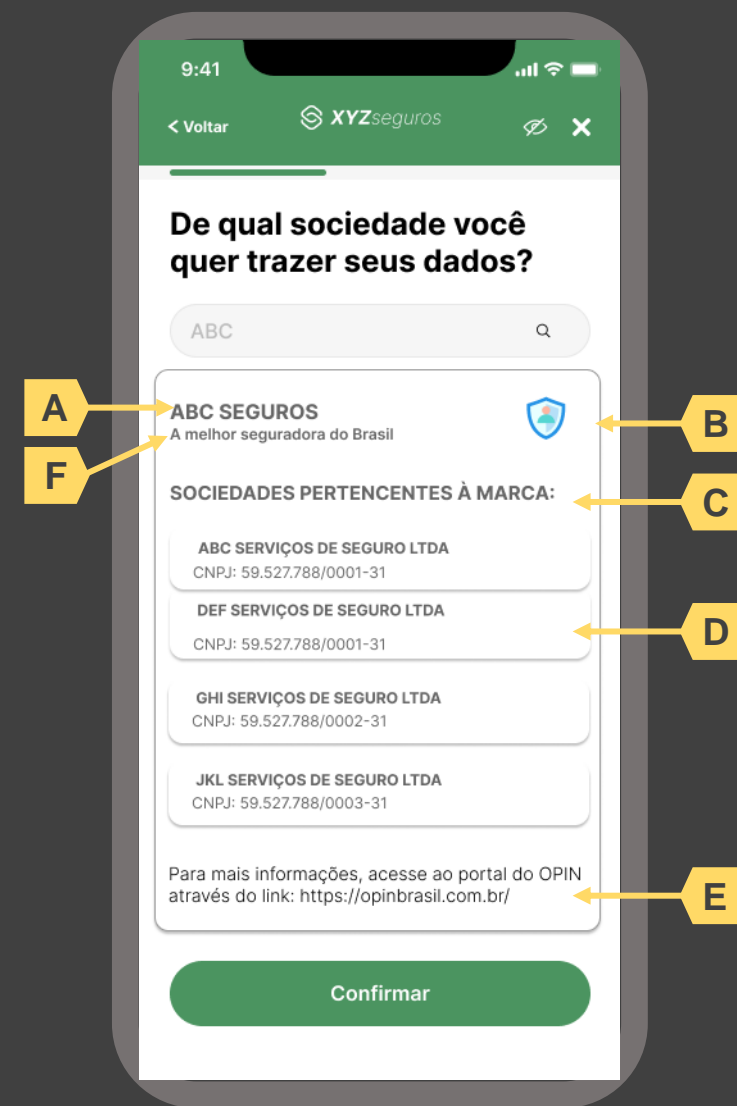 9:41
< Voltar
XYZseguros
De qual sociedade você
quer trazer seus dados?
ABC
A
ABC SEGUROS
B
F
A melhor seguradora do Brasil
C
SOCIEDADES PERTENCENTES À MARCA:
ABC SERVIÇOS DE SEGURO LTDA
CNPJ: 59.527.788/0001-31
DEF SERVIÇOS DE SEGURO LTDA
D
CNPJ: 59.527.788/0001-31
GHI SERVIÇOS DE SEGURO LTDA
CNPJ: 59.527.788/0002-31
JKL SERVIÇOS DE SEGURO LTDA
CNPJ: 59.527.788/0003-31
Para mais informações, acesse ao portal do OPIN
através do link: https://opinbrasil.com.br/
E
Confirmar